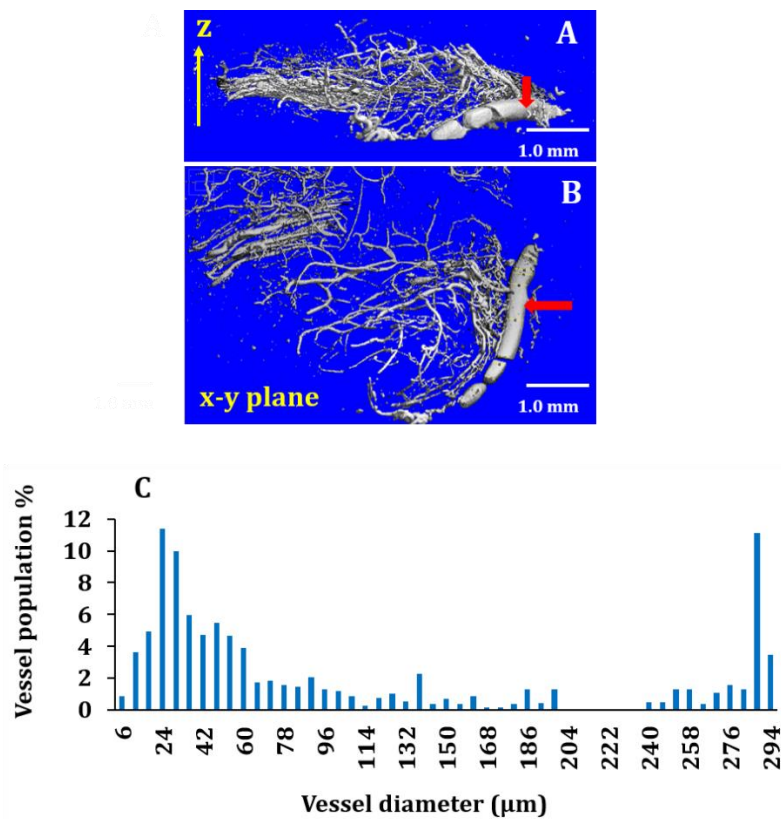 Z
A
1.0 mm
B
x-y plane
1.0 mm
C
Vessel population %
12
10
8
6
4
2
0
6 24 42 60 78 96 114 132 150 168 186 204 222 240 258 276 294
Vessel diameter (µm)